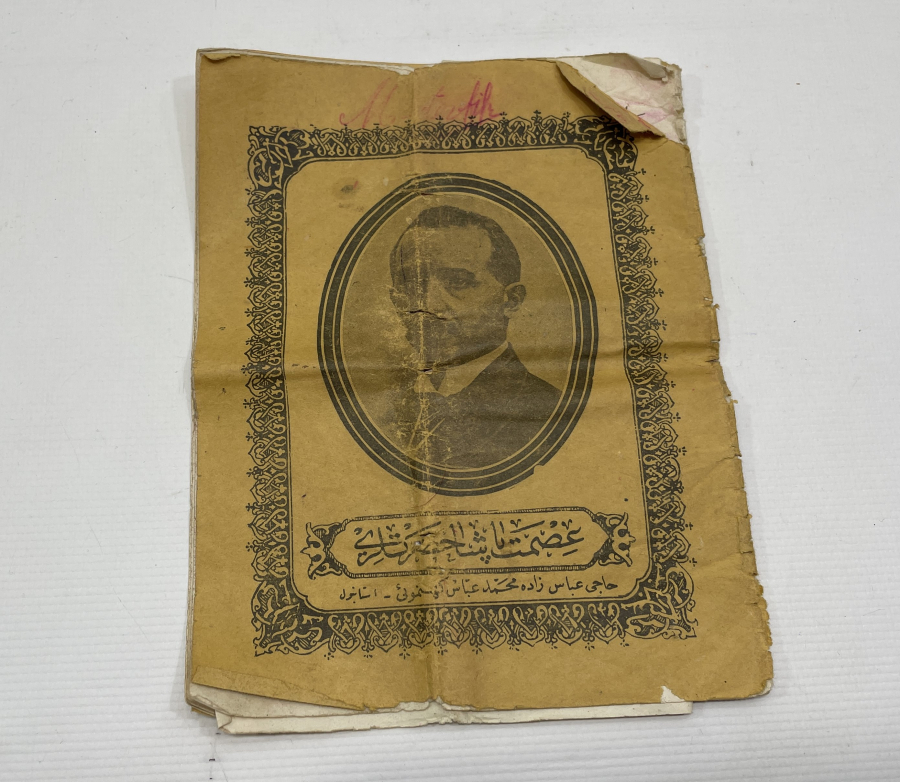 عصمت پاشا حضرتلری
حاجی عباس زاده محمد عباس - استانبول